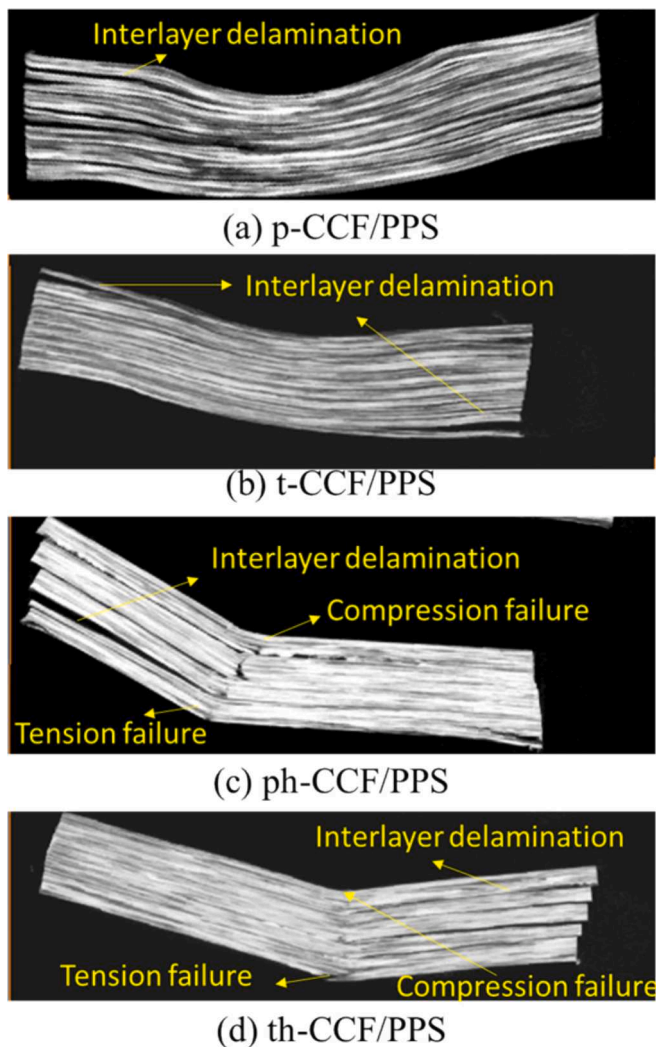 Interlayer delamination
(a) p-CCF/PPS
Interlayer delamination
(b) t-CCF/PPS
Interlayer delamination
Compression failure
Tension failure
(c) ph-CCF/PPS
Interlayer delamination
Tension failure
Compression failure
(d) th-CCF/PPS